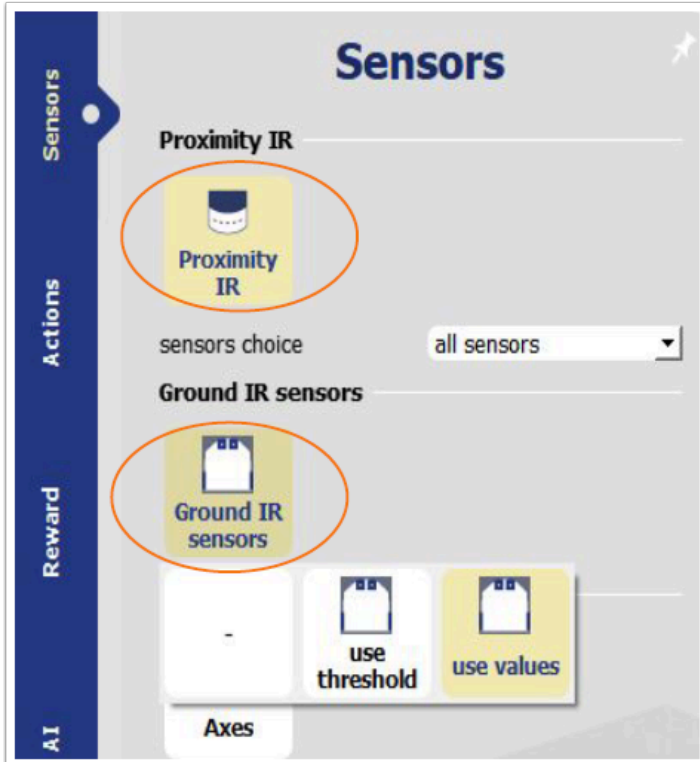 Sensors
Actions
Reward
AI
Sensors
Proximity IR
Proximity
IR
sensors choice
all sensors
Ground IR sensors
Ground IR
sensors
-
use
threshold
use values
Axes